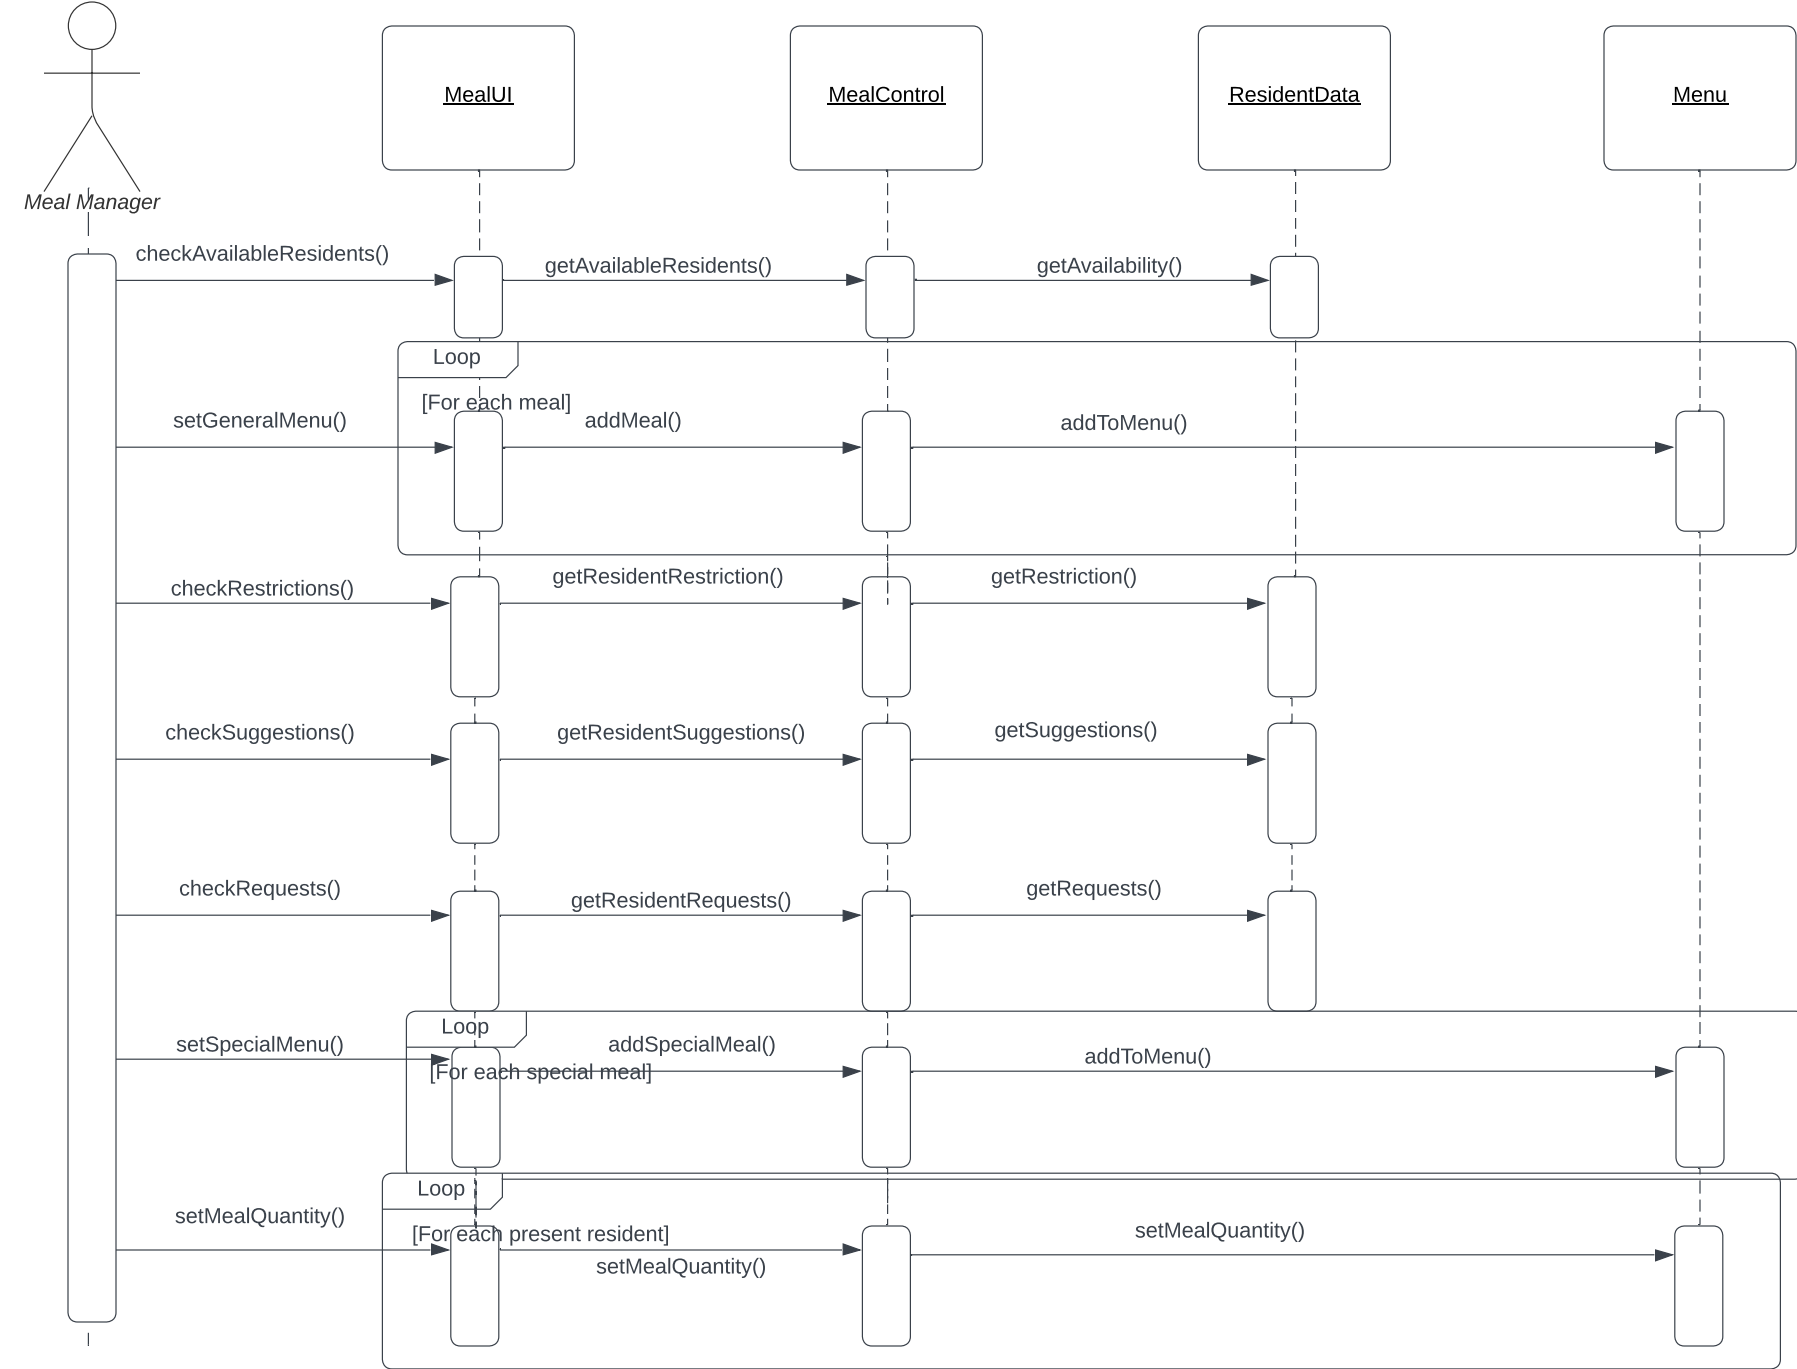 MealUI
MealControl
ResidentData
Menu
Meal Manager
checkAvailableResidents()
getAvailableResidents()
getAvailability()
Loop
[For each meal]
setGeneralMenu()
addMeal()
addToMenu()
checkRestrictions()
getResidentRestriction()
getRestriction()
checkSuggestions()
getResidentSuggestions()
getSuggestions()
checkRequests()
getResidentRequests()
getRequests()
Loop
setSpecialMenu()
addSpecialMeal()
addToMenu()
[For each special meal]
Loop
setMealQuantity()
[For each present resident]
setMealQuantity()
setMealQuantity()